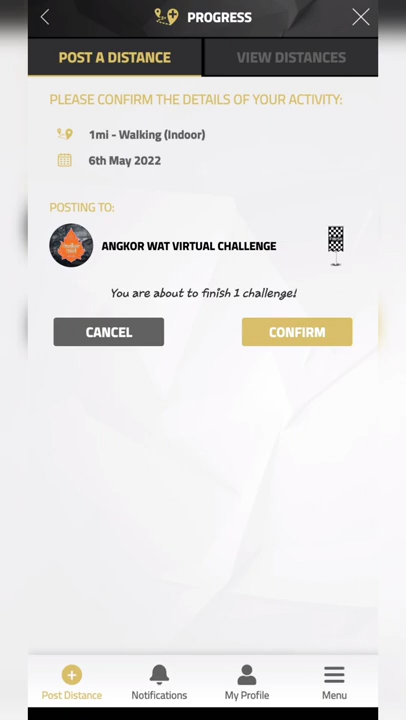 PROGRESS
POST A DISTANCE
VIEW DISTANCES
PLEASE CONFIRM THE DETAILS OF YOUR ACTIVITY:
1mi - Walking (Indoor)
6th May 2022
POSTING TO:
ANGKOR WAT VIRTUAL CHALLENGE
You are about to finish 1 challenge!
CANCEL
CONFIRM
Post Distance
Notifications
My Profile
Menu